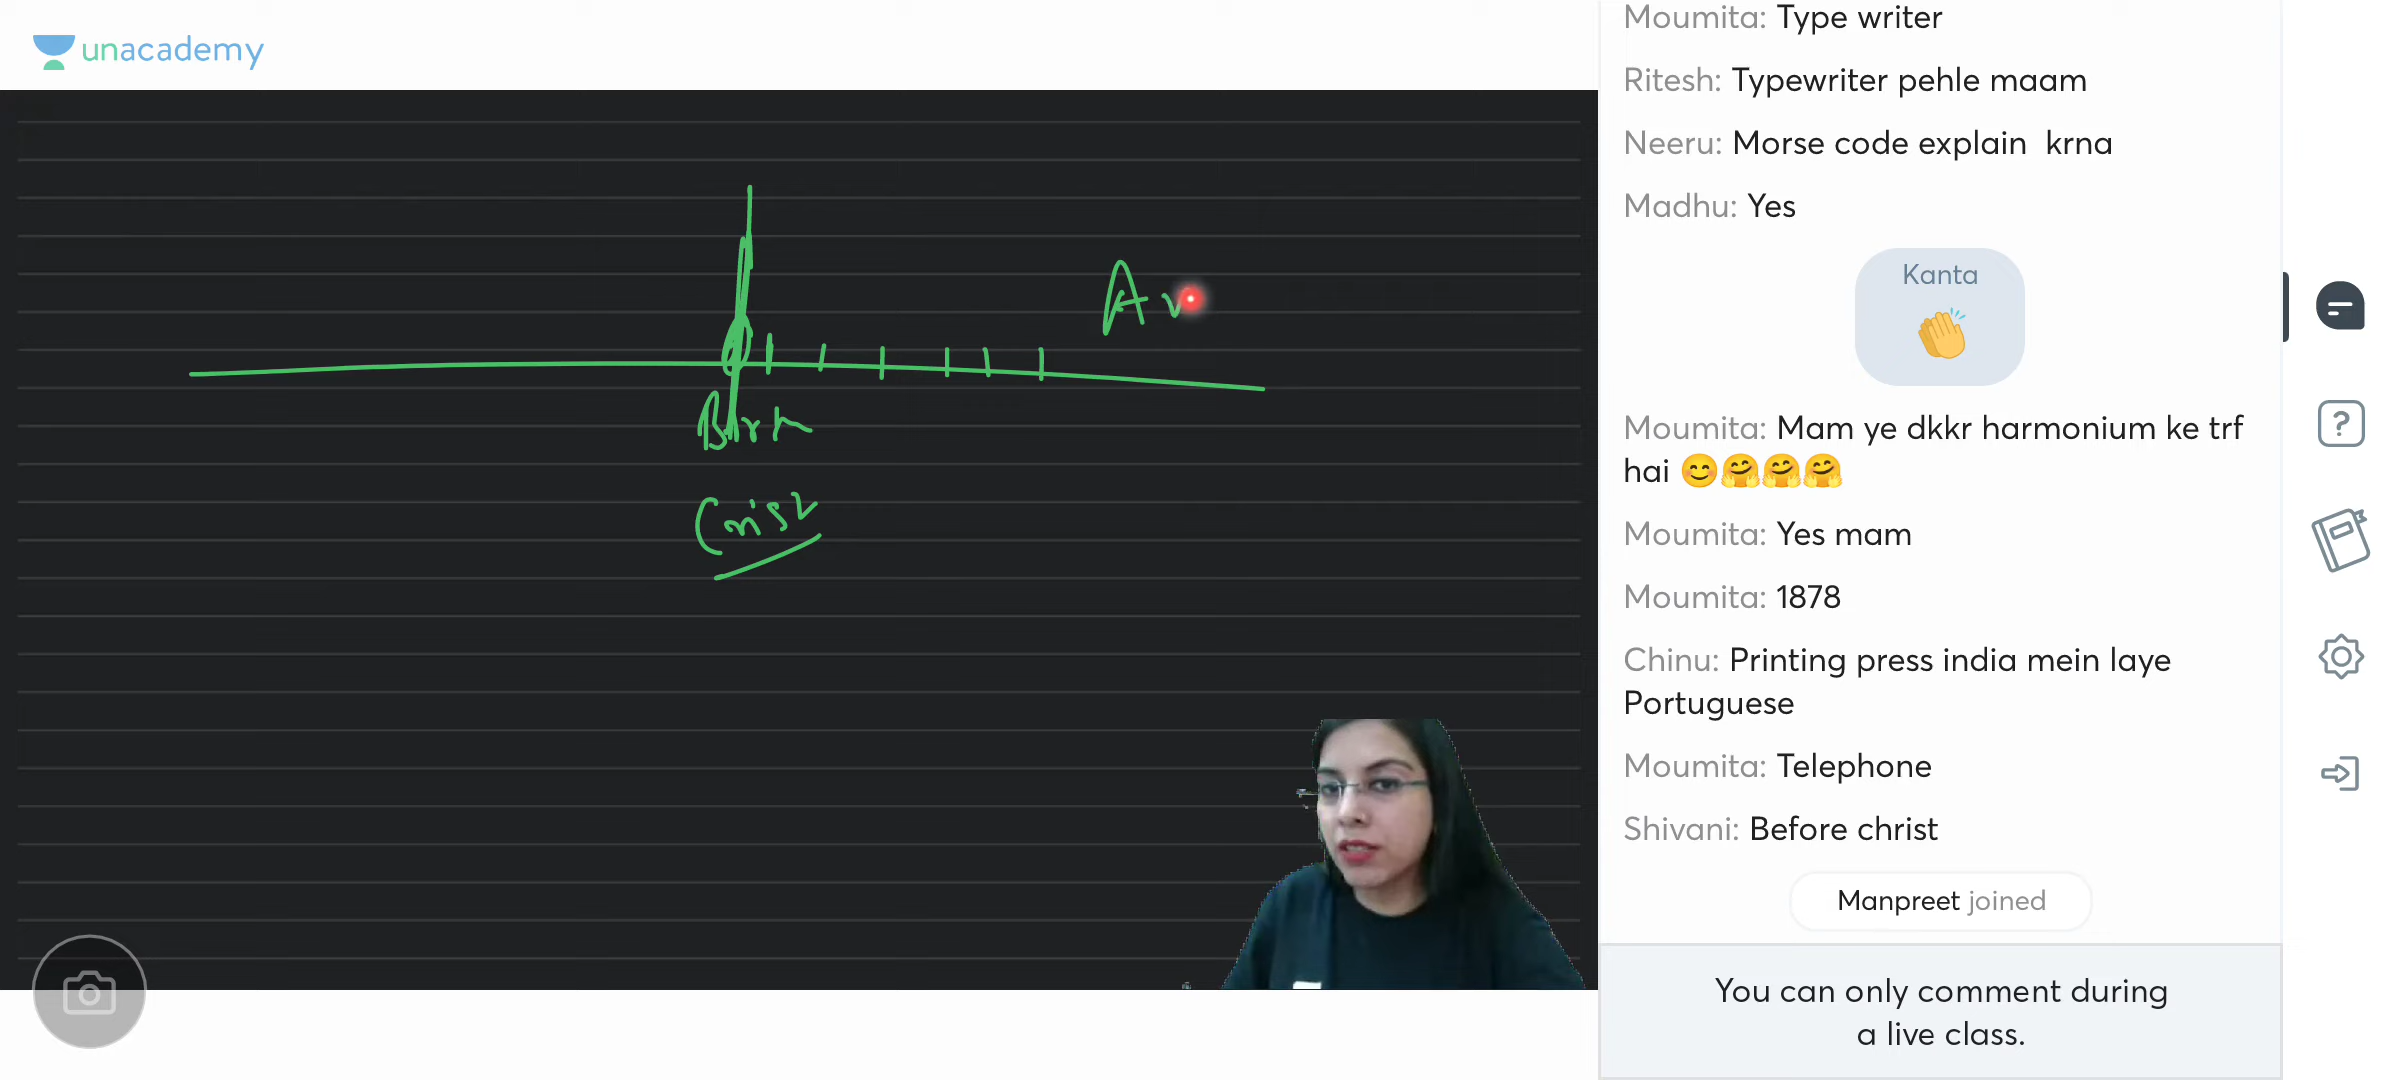 unacademy
Birth
Crist
Moumita: Type writer
Ritesh: Typewriter pehle maam
Neeru: Morse code explain krna
Madhu: Yes
Kanta
Moumita: Mam ye dkkr harmonium ke trf
hai 😊🤗🤗🤗
Moumita: Yes mam
Moumita: 1878
Chinu: Printing press india mein laye
Portuguese
Moumita: Telephone
Shivani: Before christ
Manpreet joined
You can only comment during
a live class.